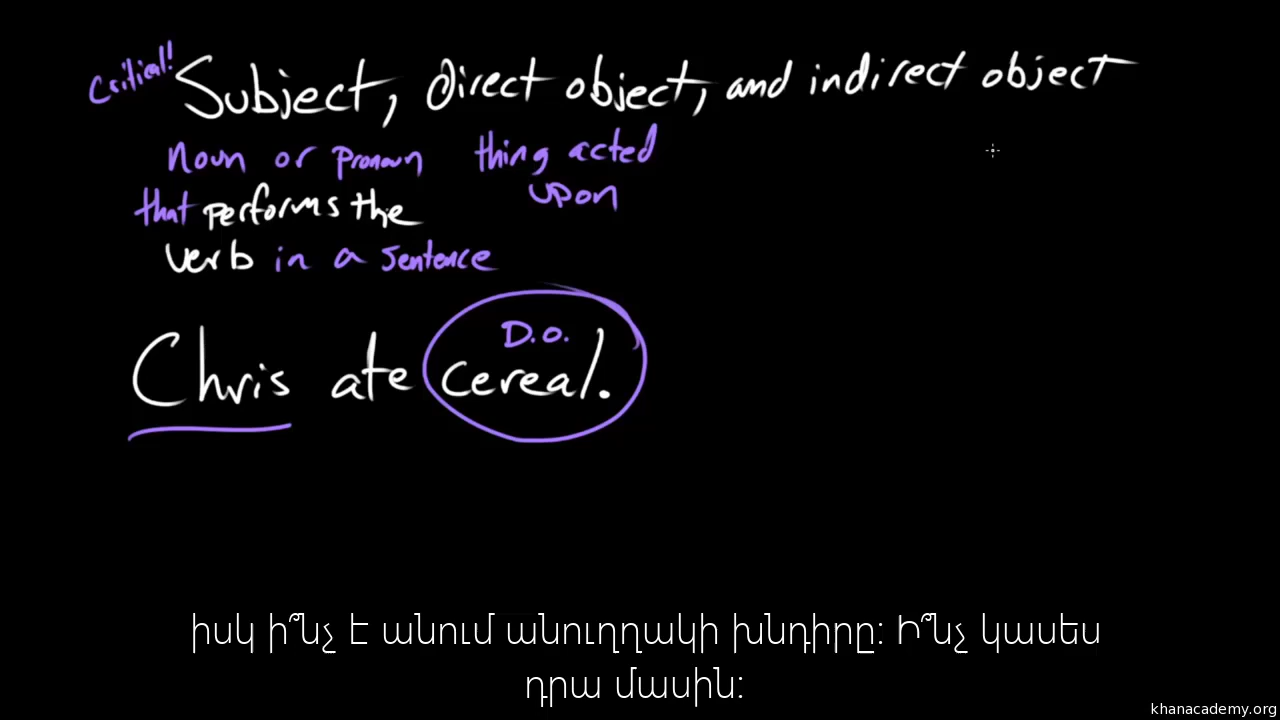 Critical! Subject, direct object, and indirect object
noun or pronoun thing acted
that performs the upon
verb in a sentence
D.O.
Chris ate cereal.
իսկ ի՞նչ է անում անուղղակի խնդիրը: Ի՞նչ կասես
դրա մասին:
khanacademy.org